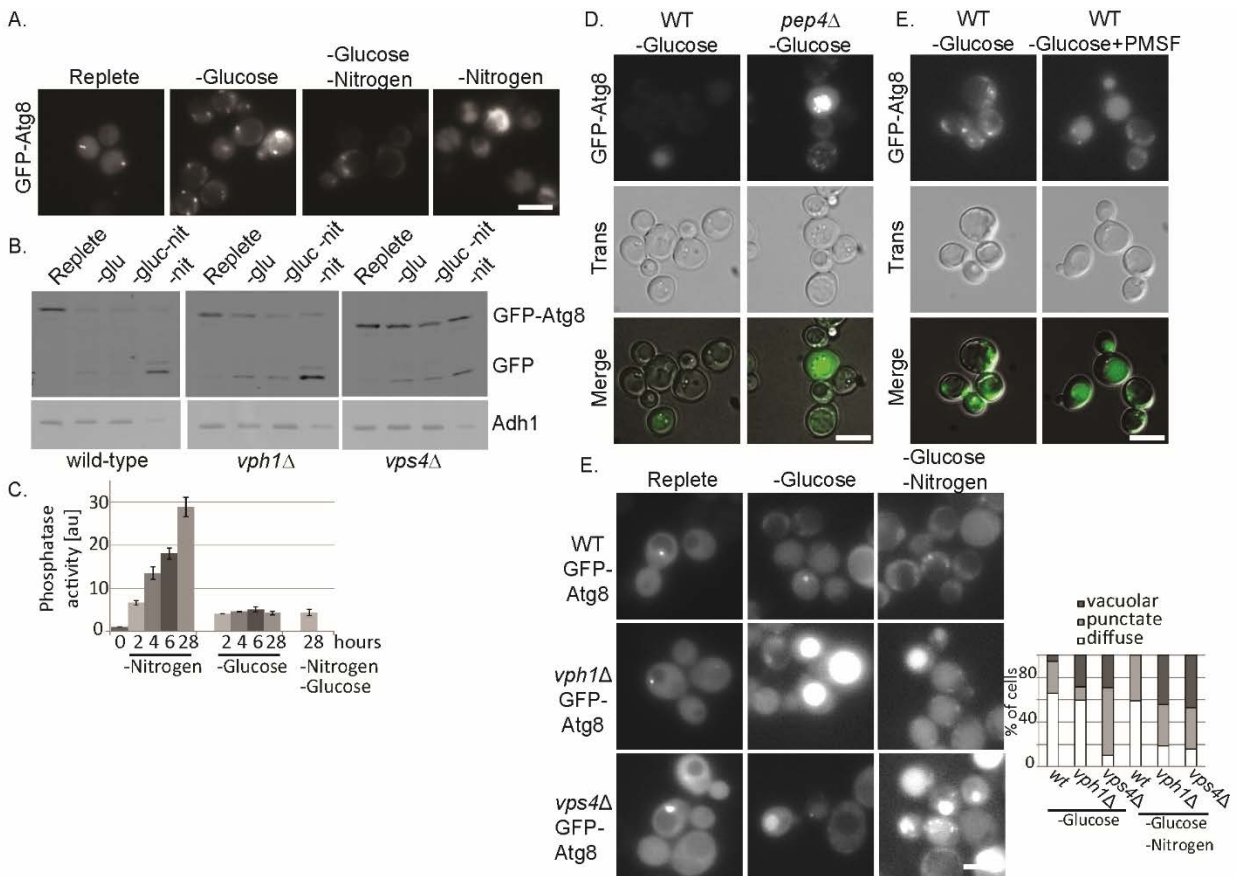 A.
Replete
-Glucose
-Glucose
-Nitrogen
-Nitrogen
GFP-Atg8
B.
Replete
-glu
-gluc -nit
-nit
Replete
-glu
-gluc -nit
-nit
Replete
-glu
-gluc -nit
-nit
GFP-Atg8
GFP
Adh1
wild-type
vph1Δ
vps4Δ
C.
Phosphatase
activity [au]
30
20
10
0
0 2 4 6 28
2 4 6 28
28
hours
-Nitrogen
-Glucose
-Nitrogen
-Glucose
D.
WT
-Glucose
pep4Δ
-Glucose
GFP-Atg8
Trans
Merge
E.
WT
-Glucose
WT
-Glucose+PMSF
GFP-Atg8
Trans
Merge
E.
Replete
-Glucose
-Glucose
-Nitrogen
WT
GFP-
Atg8
vph1Δ
GFP-
Atg8
vps4Δ
GFP-
Atg8
vacuolar
punctate
diffuse
% of cells
80
40
0
wt
vph1Δ
vps4Δ
wt
vph1Δ
vps4Δ
-Glucose
-Glucose
-Nitrogen